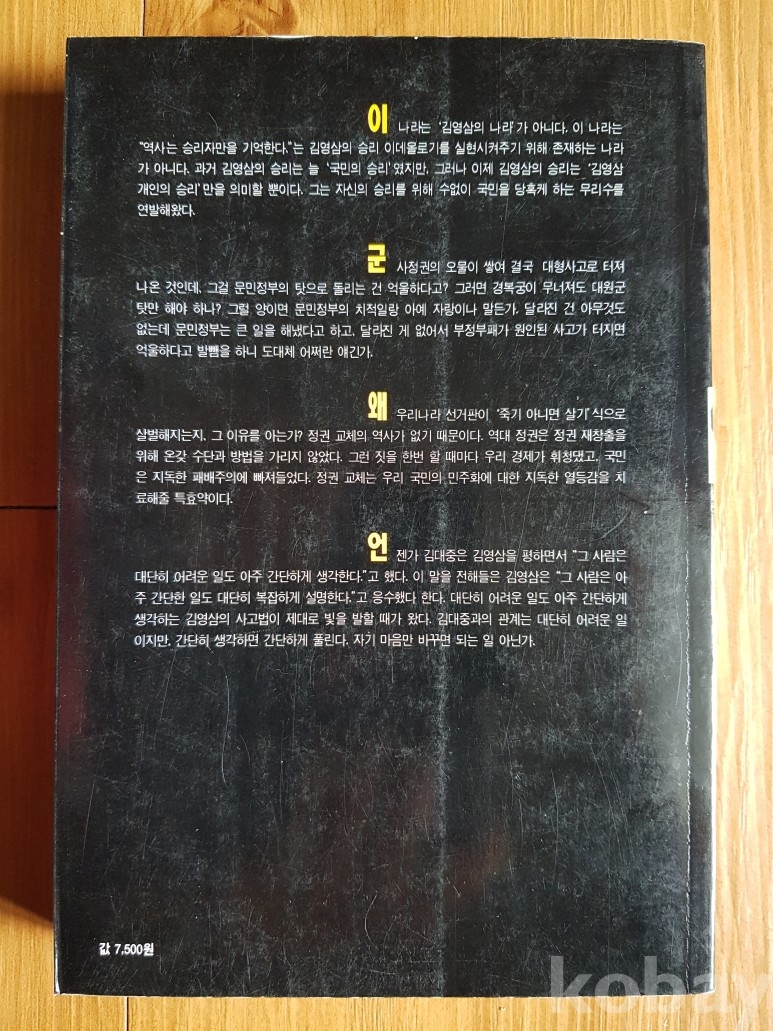 이 나라는 '김영삼의 나라'가 아니다. 이 나라는
"역사는 승리자만을 기억한다."는 김영삼의 승리 이데올로기를 실현시켜주기 위해 존재하는 나라
가 아니다. 과거 김영삼의 승리는 늘 '국민의 승리'였지만, 그러나 이제 김영삼의 승리는 '김영삼
개인의 승리'만을 의미할 뿐이다. 그는 자신의 승리를 위해 수없이 국민을 당혹케 하는 무리수를
연발해왔다.
군 사정권의 오물이 쌓여 결국 대형사고로 터져
나온 것인데, 그걸 문민정부의 탓으로 돌리는 건 억울하다고? 그러면 경복궁이 무너져도 대원군
탓만 해야 하나? 그럴 양이면 문민정부의 치적일랑 아예 자랑이나 말든가. 달라진 건 아무것도
없는데 문민정부는 큰 일을 해냈다고 하고, 달라진 게 없어서 부정부패가 원인된 사고가 터지면
억울하다고 발뺌을 하니 도대체 어쩌란 얘긴가.
왜 우리나라 선거판이 '죽기 아니면 살기'식으로
살벌해지는지, 그 이유를 아는가? 정권 교체의 역사가 없기 때문이다. 역대 정권은 정권 재창출을
위해 온갖 수단과 방법을 가리지 않았다. 그런 짓을 한번 할 때마다 우리 경제가 휘청댔고, 국민
은 지독한 패배주의에 빠져들었다. 정권 교체는 우리 국민의 민주화에 대한 지독한 열등감을 치
료해줄 특효약이다.
언 젠가 김대중은 김영삼을 평하면서 "그 사람은
대단히 어려운 일도 아주 간단하게 생각한다."고 했다. 이 말을 전해들은 김영삼은 "그 사람은 아
주 간단한 일도 대단히 복잡하게 설명한다."고 응수했다 한다. 대단히 어려운 일도 아주 간단하게
생각하는 김영삼의 사고법이 제대로 빛을 발할 때가 왔다. 김대중과의 관계는 대단히 어려운 일
이지만, 간단히 생각하면 간단하게 풀린다. 자기 마음만 바꾸면 되는 일 아닌가.
값 7,500원
kobay